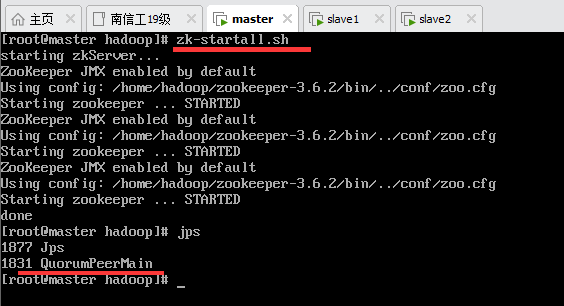 主页 南信工19级 master slave1 slave2
[root@master hadoop]# zk-startall.sh
starting zkServer...
ZooKeeper JMX enabled by default
Using config: /home/hadoop/zookeeper-3.6.2/bin/../conf/zoo.cfg
Starting zookeeper ... STARTED
ZooKeeper JMX enabled by default
Using config: /home/hadoop/zookeeper-3.6.2/bin/../conf/zoo.cfg
Starting zookeeper ... STARTED
ZooKeeper JMX enabled by default
Using config: /home/hadoop/zookeeper-3.6.2/bin/../conf/zoo.cfg
Starting zookeeper ... STARTED
done
[root@master hadoop]# jps
1877 Jps
1831 QuorumPeerMain
[root@master hadoop]# _